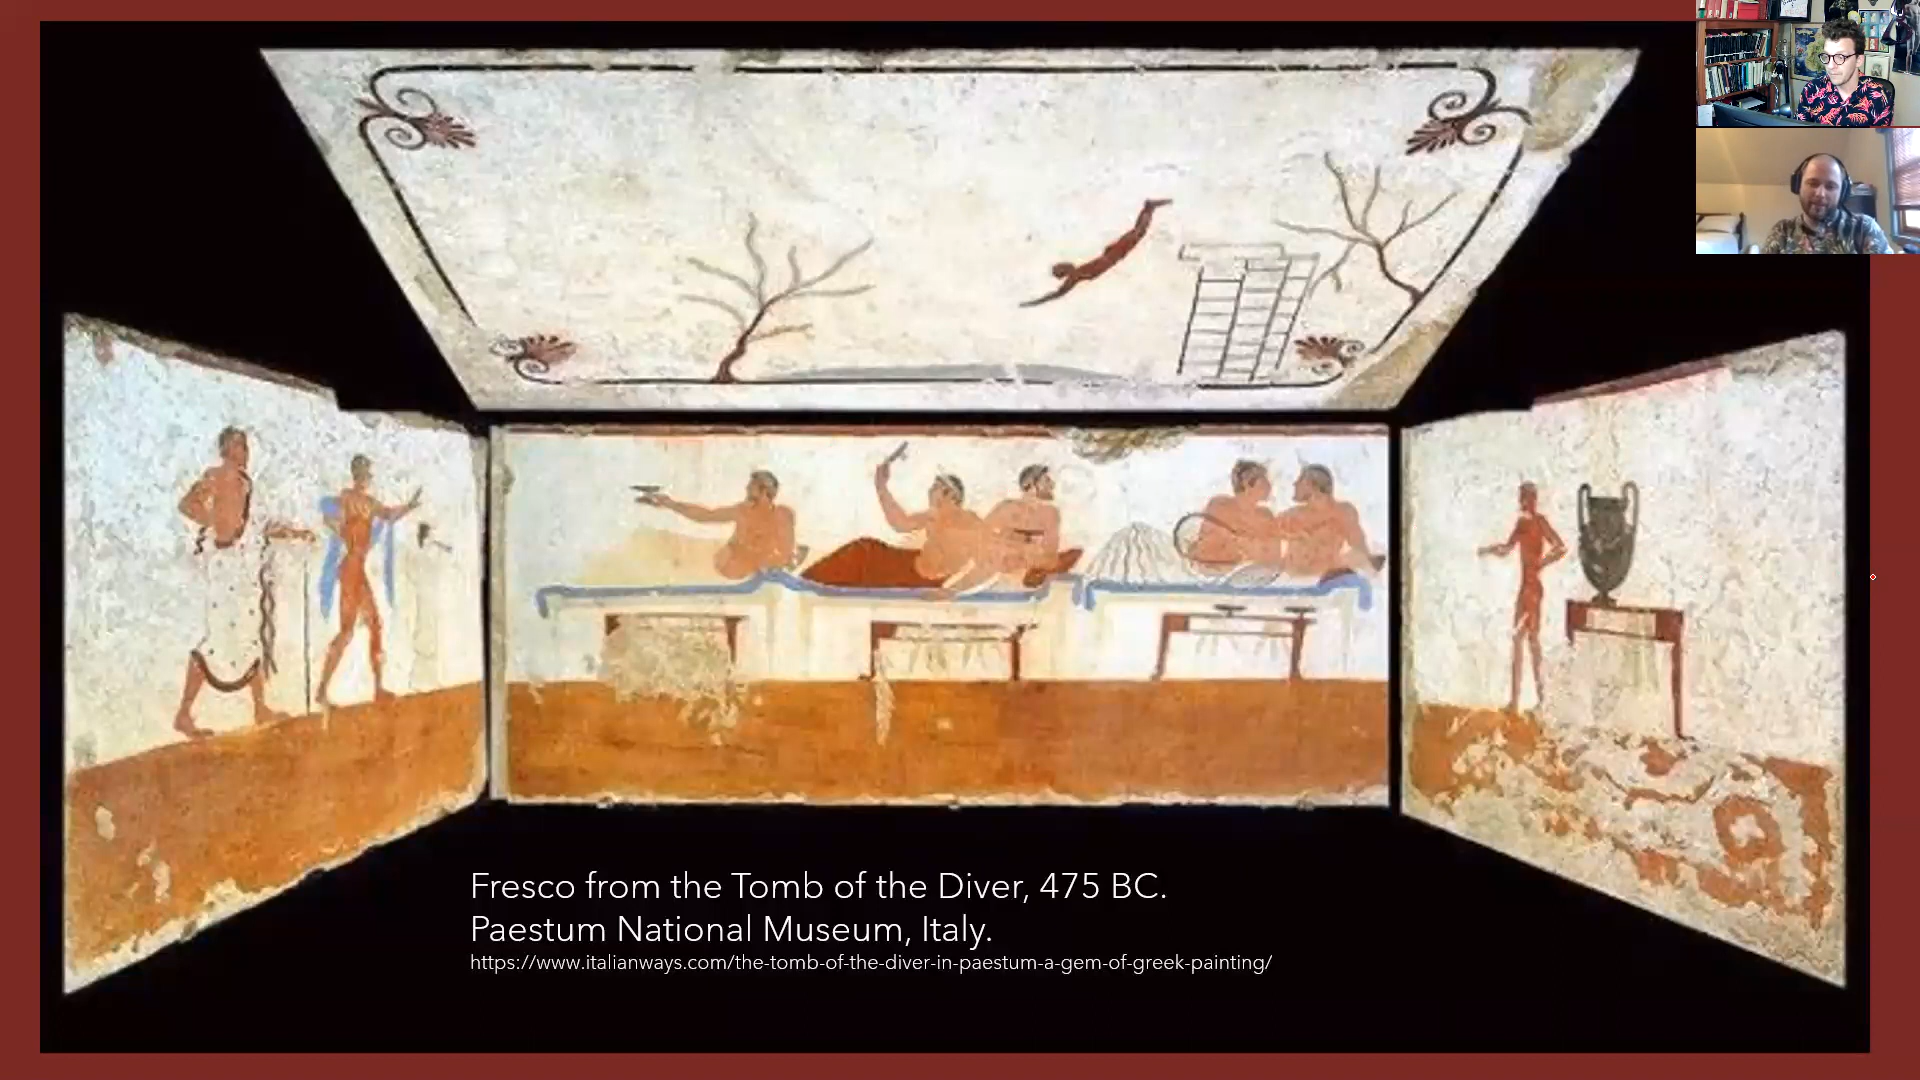 Fresco from the Tomb of the Diver, 475 BC.
Paestum National Museum, Italy.
https://www.italianways.com/the-tomb-of-the-diver-in-paestum-a-gem-of-greek-painting/